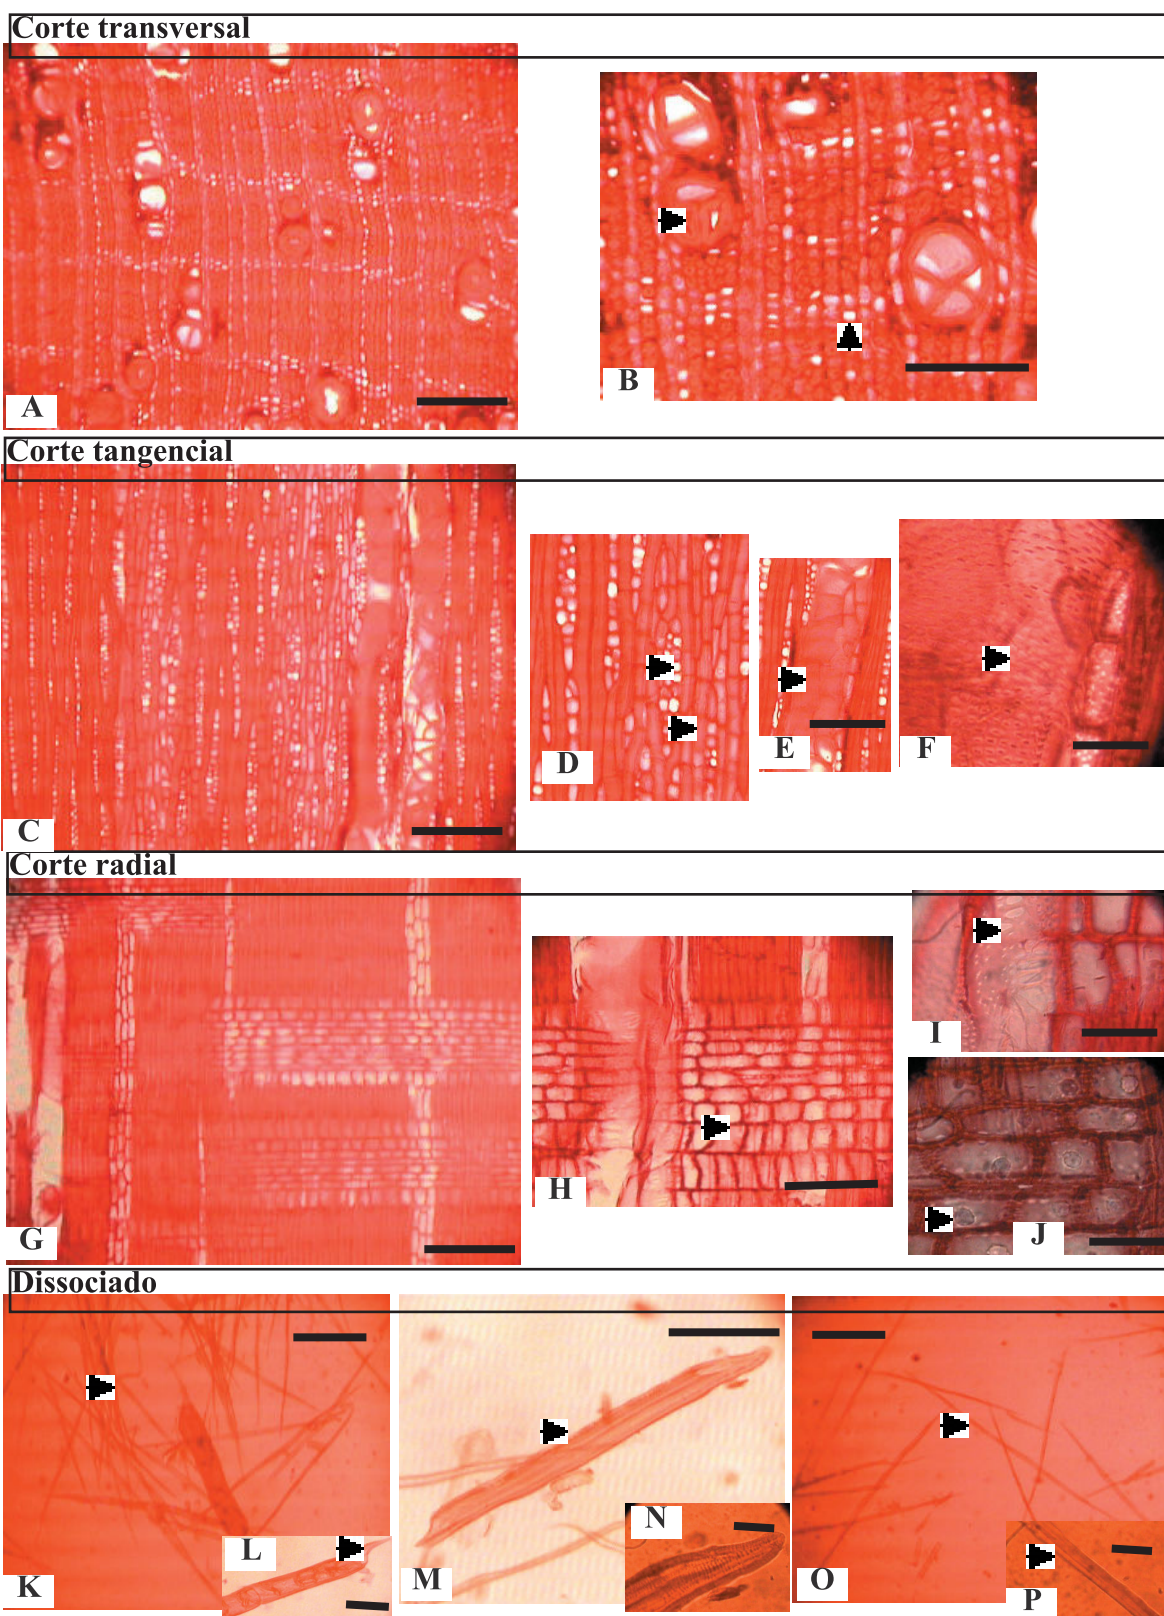 Corte transversal
A
B
Corte tangencial
C
D
E
F
Corte radial
G
H
I
J
Dissociado
K
L
M
N
O
P